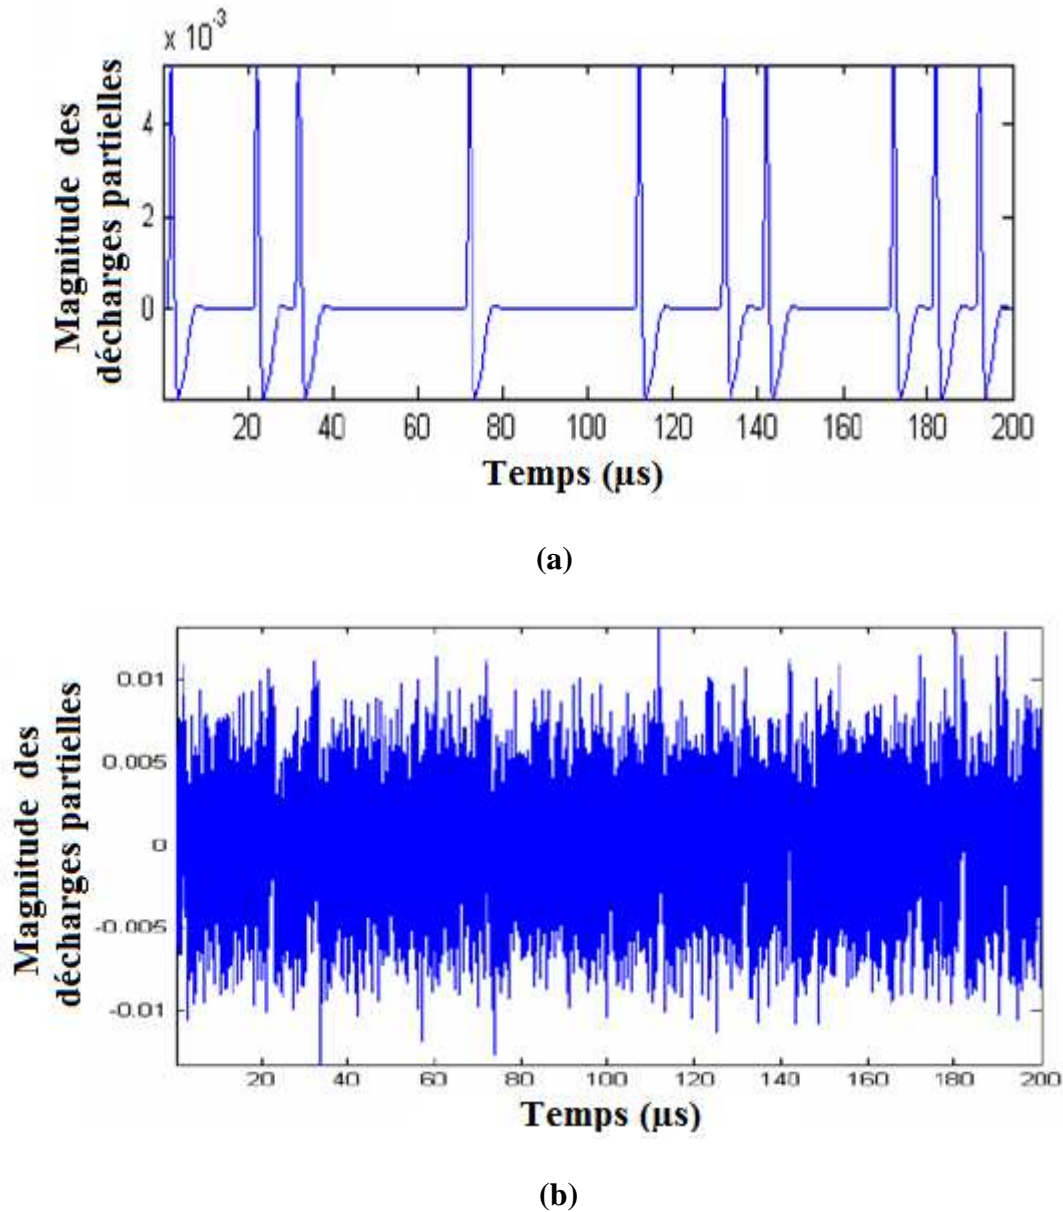 x 10⁻³
Magnitude des
décharges partielles
4
2
0
20 40 60 80 100 120 140 160 180 200
Temps (µs)
(a)
Magnitude des
décharges partielles
0.01
0.005
0
-0.005
-0.01
20 40 60 80 100 120 140 160 180 200
Temps (µs)
(b)